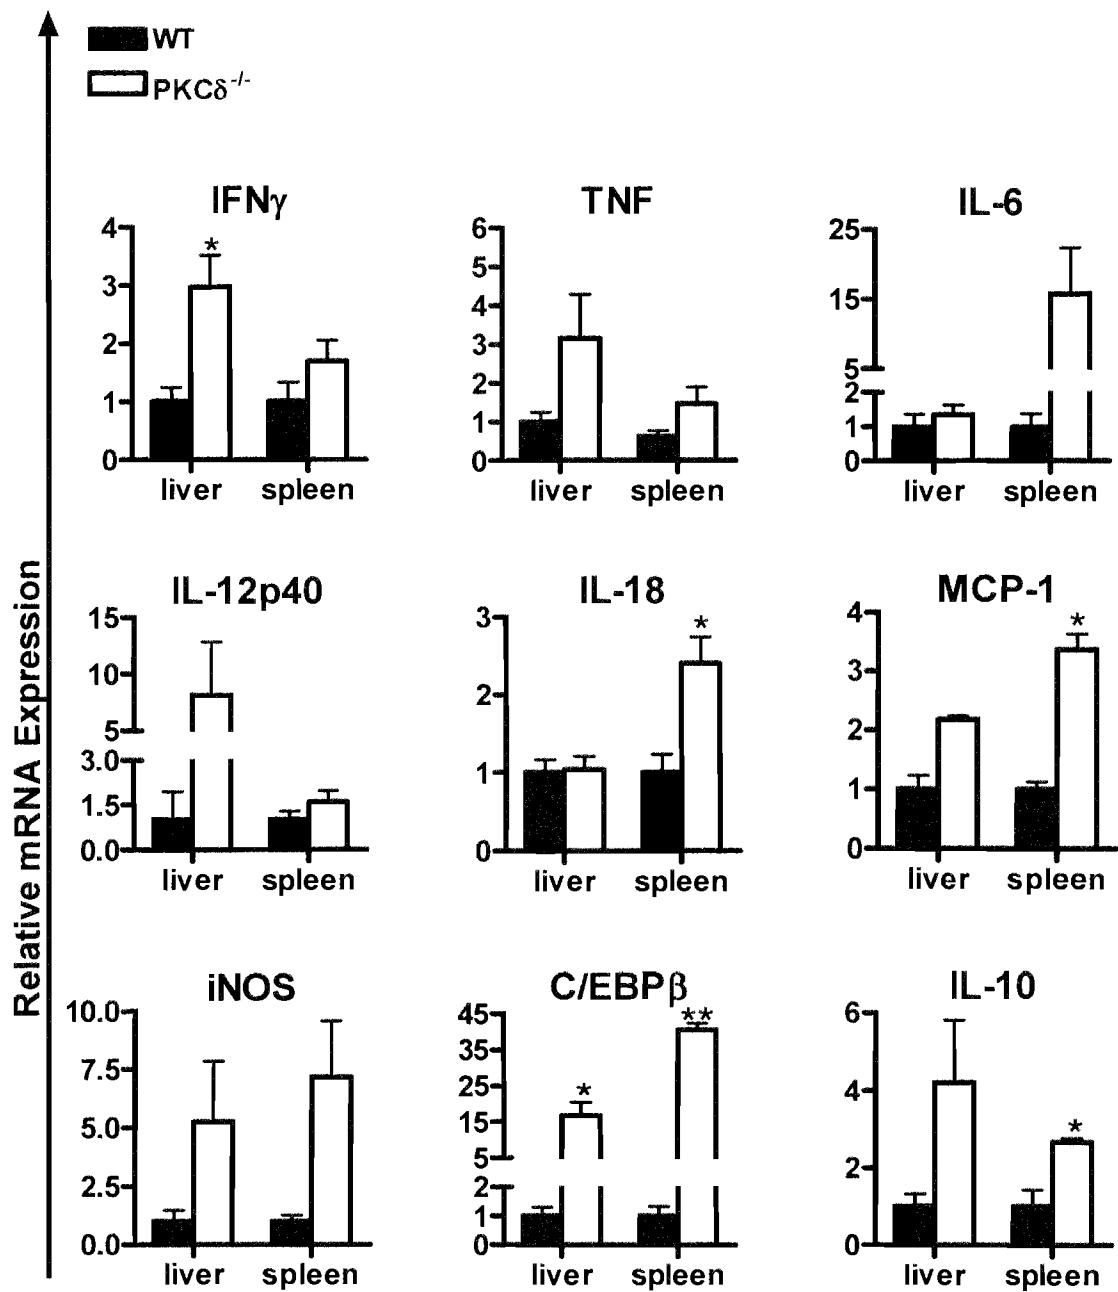 WT
PKCδ-/-
Relative mRNA Expression
IFNγ
4
*
3
2
1
0
liver spleen
TNF
6
5
4
3
2
1
0
liver spleen
IL-6
25
15
5
2
1
0
liver spleen
IL-12p40
15
10
5
3.0
1.5
0.0
liver spleen
IL-18
3
*
2
1
0
liver spleen
MCP-1
4
*
3
2
1
0
liver spleen
iNOS
10.0
7.5
5.0
2.5
0.0
liver spleen
C/EBPβ
45
**
35
25
*
15
5
2
1
0
liver spleen
IL-10
6
4
*
2
0
liver spleen